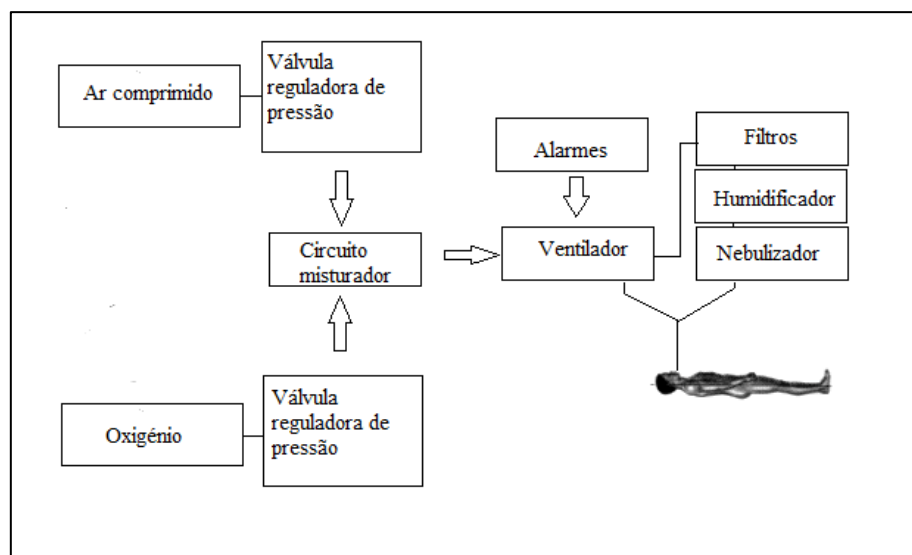 Ar comprimido
Válvula
reguladora de
pressão
Alarmes
Filtros
Humidificador
Circuito
misturador
Ventilador
Nebulizador
Oxigénio
Válvula
reguladora de
pressão